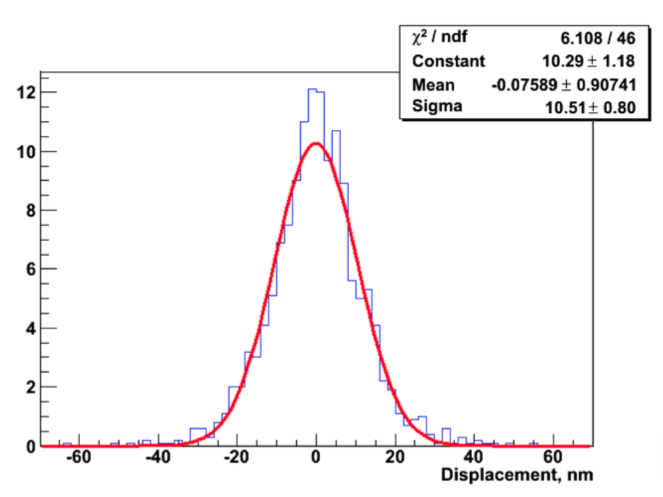 χ² / ndf 6.108 / 46
Constant 10.29 ± 1.18
Mean -0.07589 ± 0.90741
Sigma 10.51 ± 0.80
12
10
8
6
4
2
0
-60 -40 -20 0 20 40 60
Displacement, nm